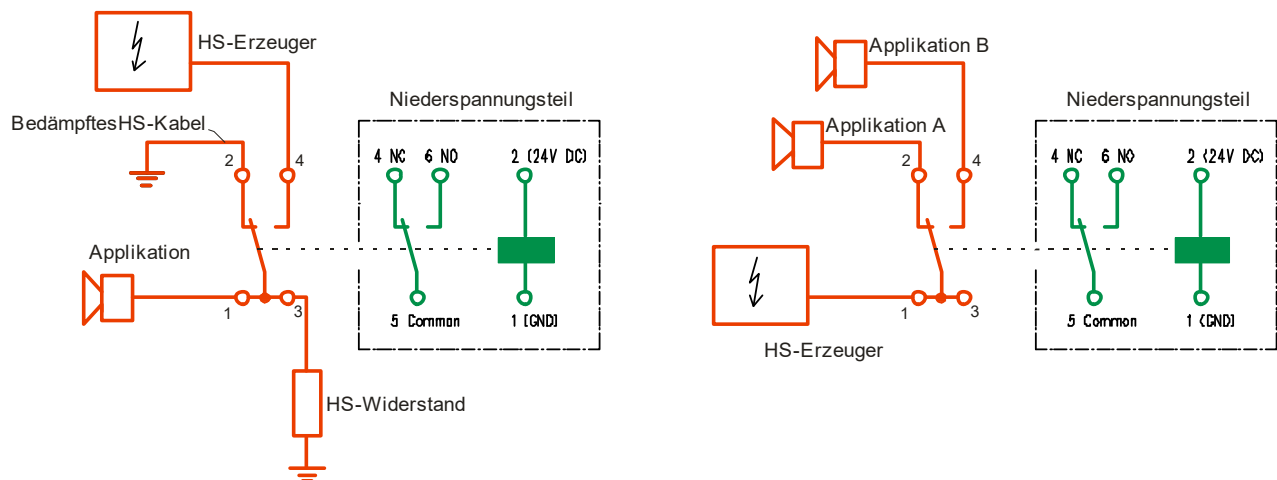 HS-Erzeuger
BedämpftesHS-Kabel
2
4
Niederspannungsteil
4 NC 6 NO 2 (24V DC)
Applikation
1
3
5 Common 1 (GND)
HS-Widerstand
Applikation B
Applikation A
2
4
Niederspannungsteil
4 NC 6 NO 2 (24V DC)
1
3
5 Common 1 (GND)
HS-Erzeuger